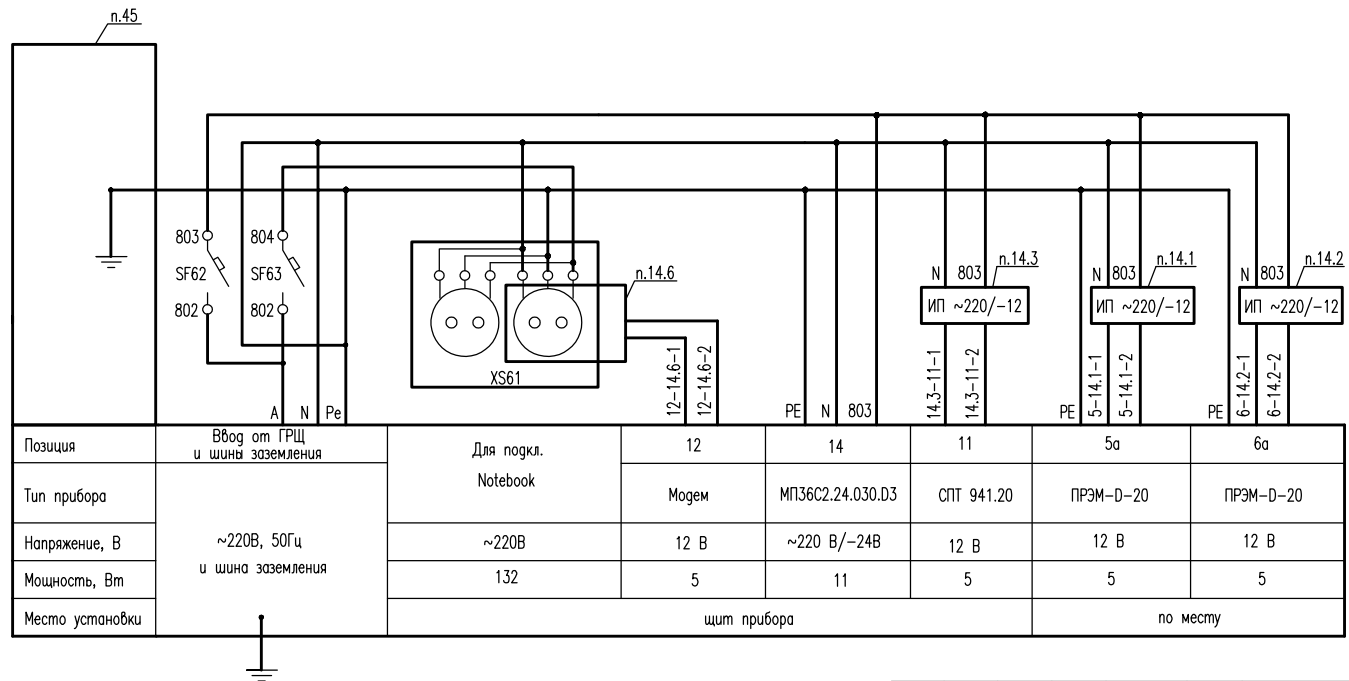 п.45
803
804
SF62
SF63
802
802
A
N
Pe
XS61
п.14.6
12-14.6-1
12-14.6-2
PE
N
803
N
803
п.14.3
ИП ~220/-12
14.3-11-1
14.3-11-2
N
803
п.14.1
ИП ~220/-12
PE
5-14.1-1
5-14.1-2
N
803
п.14.2
ИП ~220/-12
PE
6-14.2-1
6-14.2-2
Позиция
Ввод от ГРЩ
и шины заземления
Для подкл.
Notebook
12
14
11
5а
6а
Тип прибора
Модем
МП36С2.24.030.D3
СПТ 941.20
ПРЭМ-D-20
ПРЭМ-D-20
~220В, 50Гц
и шина заземления
Напряжение, В
~220В
12 В
~220 В/-24В
12 В
12 В
12 В
Мощность, Вт
132
5
11
5
5
5
Место установки
щит прибора
по месту